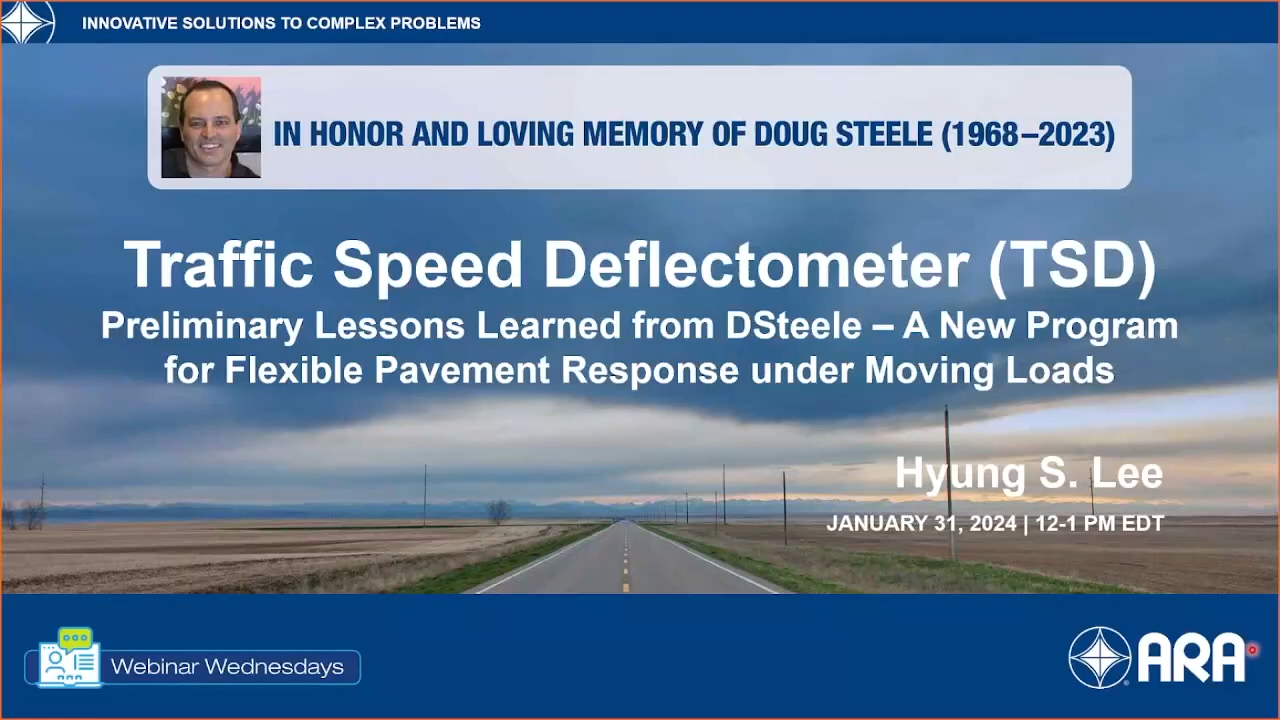 INNOVATIVE SOLUTIONS TO COMPLEX PROBLEMS
IN HONOR AND LOVING MEMORY OF DOUG STEELE (1968–2023)
Traffic Speed Deflectometer (TSD)
Preliminary Lessons Learned from DSteele – A New Program
for Flexible Pavement Response under Moving Loads
Hyung S. Lee
JANUARY 31, 2024 | 12-1 PM EDT
Webinar Wednesdays
ARA